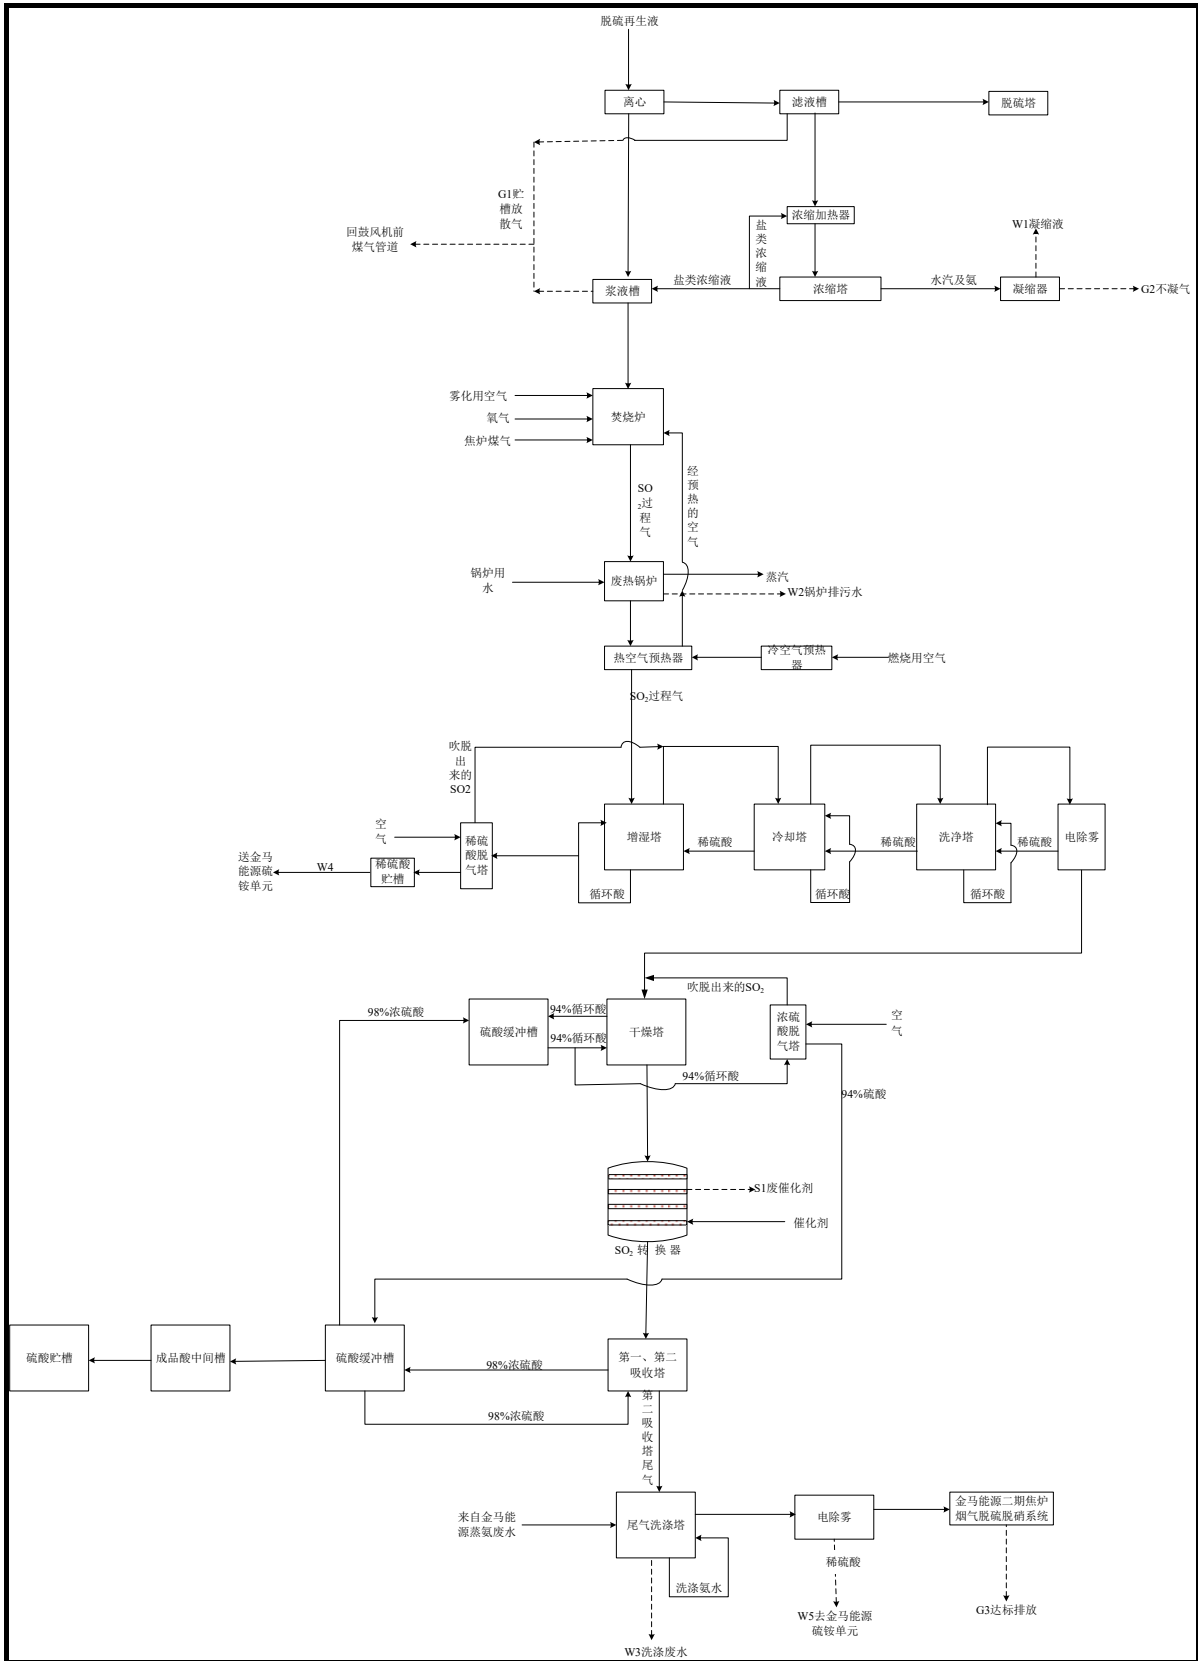 脱硫再生液
离心
滤液槽
脱硫塔
G1贮
槽放
散气
回鼓风机前
煤气管道
浓缩加热器
盐
类
浓
缩
液
W1凝缩液
浆液槽
盐类浓缩液
浓缩塔
水汽及氨
凝缩器
G2不凝气
雾化用空气
氧气
焦炉煤气
焚烧炉
SO
₂过
程
气
经
预
热
的
空
气
锅炉用
水
废热锅炉
蒸汽
W2锅炉排污水
热空气预热器
冷空气预热
器
燃烧用空气
SO₂过程气
吹脱
出
来的
SO2
空
气
稀硫
酸脱
气塔
增湿塔
稀硫酸
冷却塔
稀硫酸
洗净塔
稀硫酸
电除雾
送金马
能源硫
铵单元
W4
稀硫酸
贮槽
循环酸
循环酸
循环酸
吹脱出来的SO₂
98%浓硫酸
硫酸缓冲槽
94%循环酸
94%循环酸
干燥塔
浓硫
酸脱
气塔
空
气
94%循环酸
94%硫酸
S1废催化剂
催化剂
SO₂ 转 换 器
硫酸贮槽
成品酸中间槽
硫酸缓冲槽
98%浓硫酸
第一、第二
吸收塔
98%浓硫酸
第
二
吸
收
塔
尾
气
来自金马能
源蒸氨废水
尾气洗涤塔
电除雾
金马能源二期焦炉
烟气脱硫脱硝系统
洗涤氨水
稀硫酸
W5去金马能源
硫铵单元
G3达标排放
W3洗涤废水